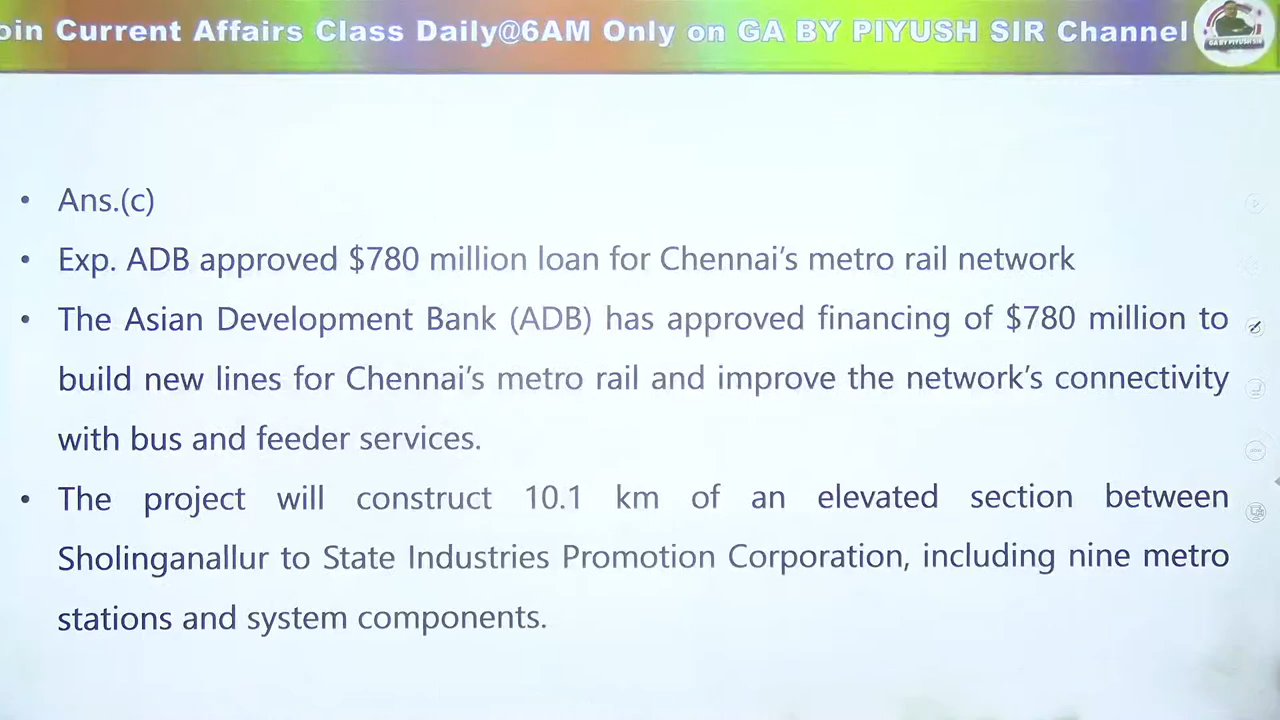 oin Current Affairs Class Daily@6AM Only on GA BY PIYUSH SIR Channel
GA BY PIYUSH SIR
• Ans.(c)
• Exp. ADB approved $780 million loan for Chennai’s metro rail network
• The Asian Development Bank (ADB) has approved financing of $780 million to
build new lines for Chennai’s metro rail and improve the network’s connectivity
with bus and feeder services.
• The project will construct 10.1 km of an elevated section between
Sholinganallur to State Industries Promotion Corporation, including nine metro
stations and system components.